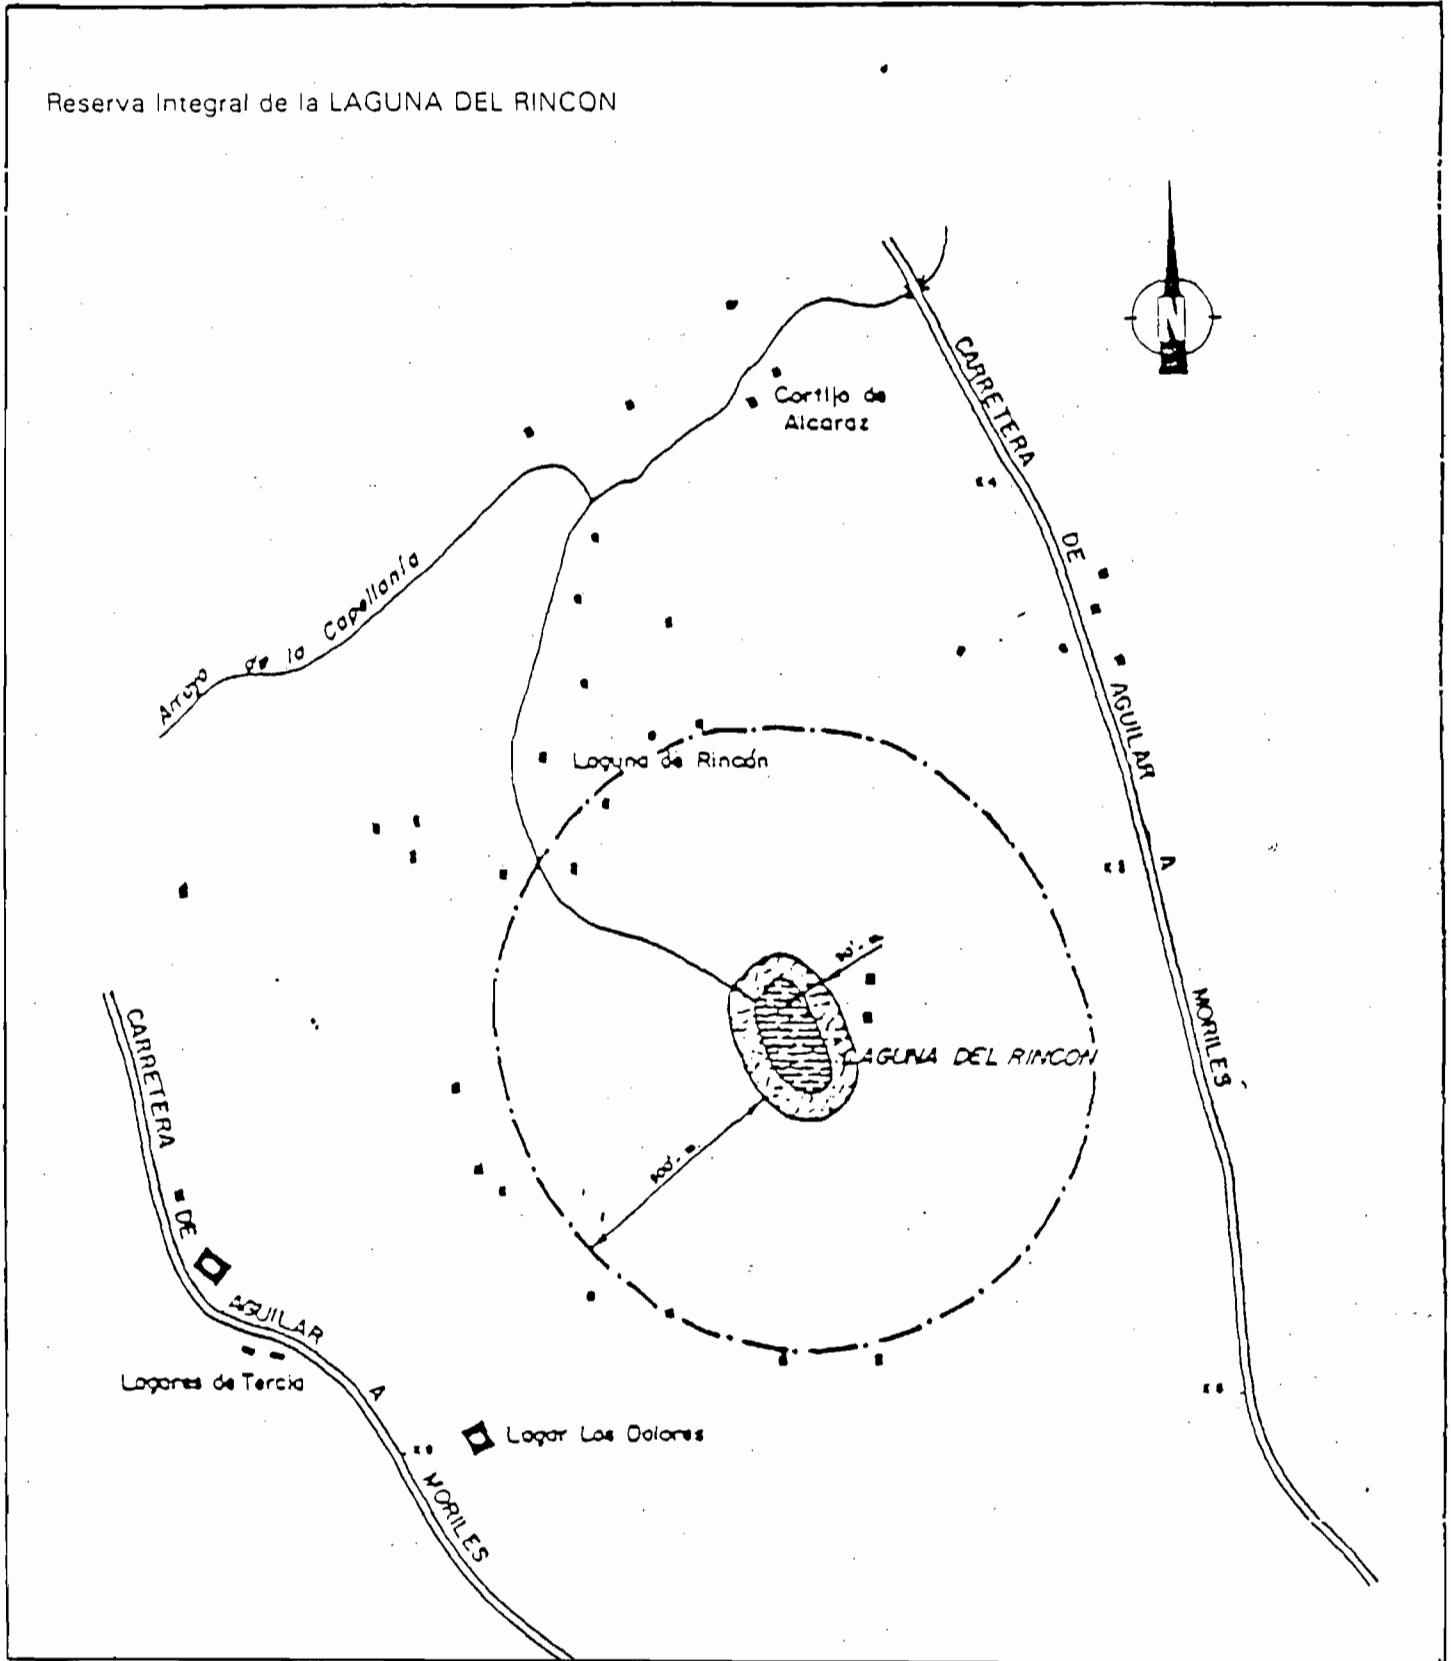 Reserva Integral de la LAGUNA DEL RINCON
N
CARRETERA DE AGUILAR A MORILES
Cortijo de
Alcaraz
Arroyo de la Capellanía
Laguna de Rincón
LAGUNA DEL RINCON
CARRETERA DE AGUILAR A MORILES
Lagares de Tercia
Lagar Los Dolores